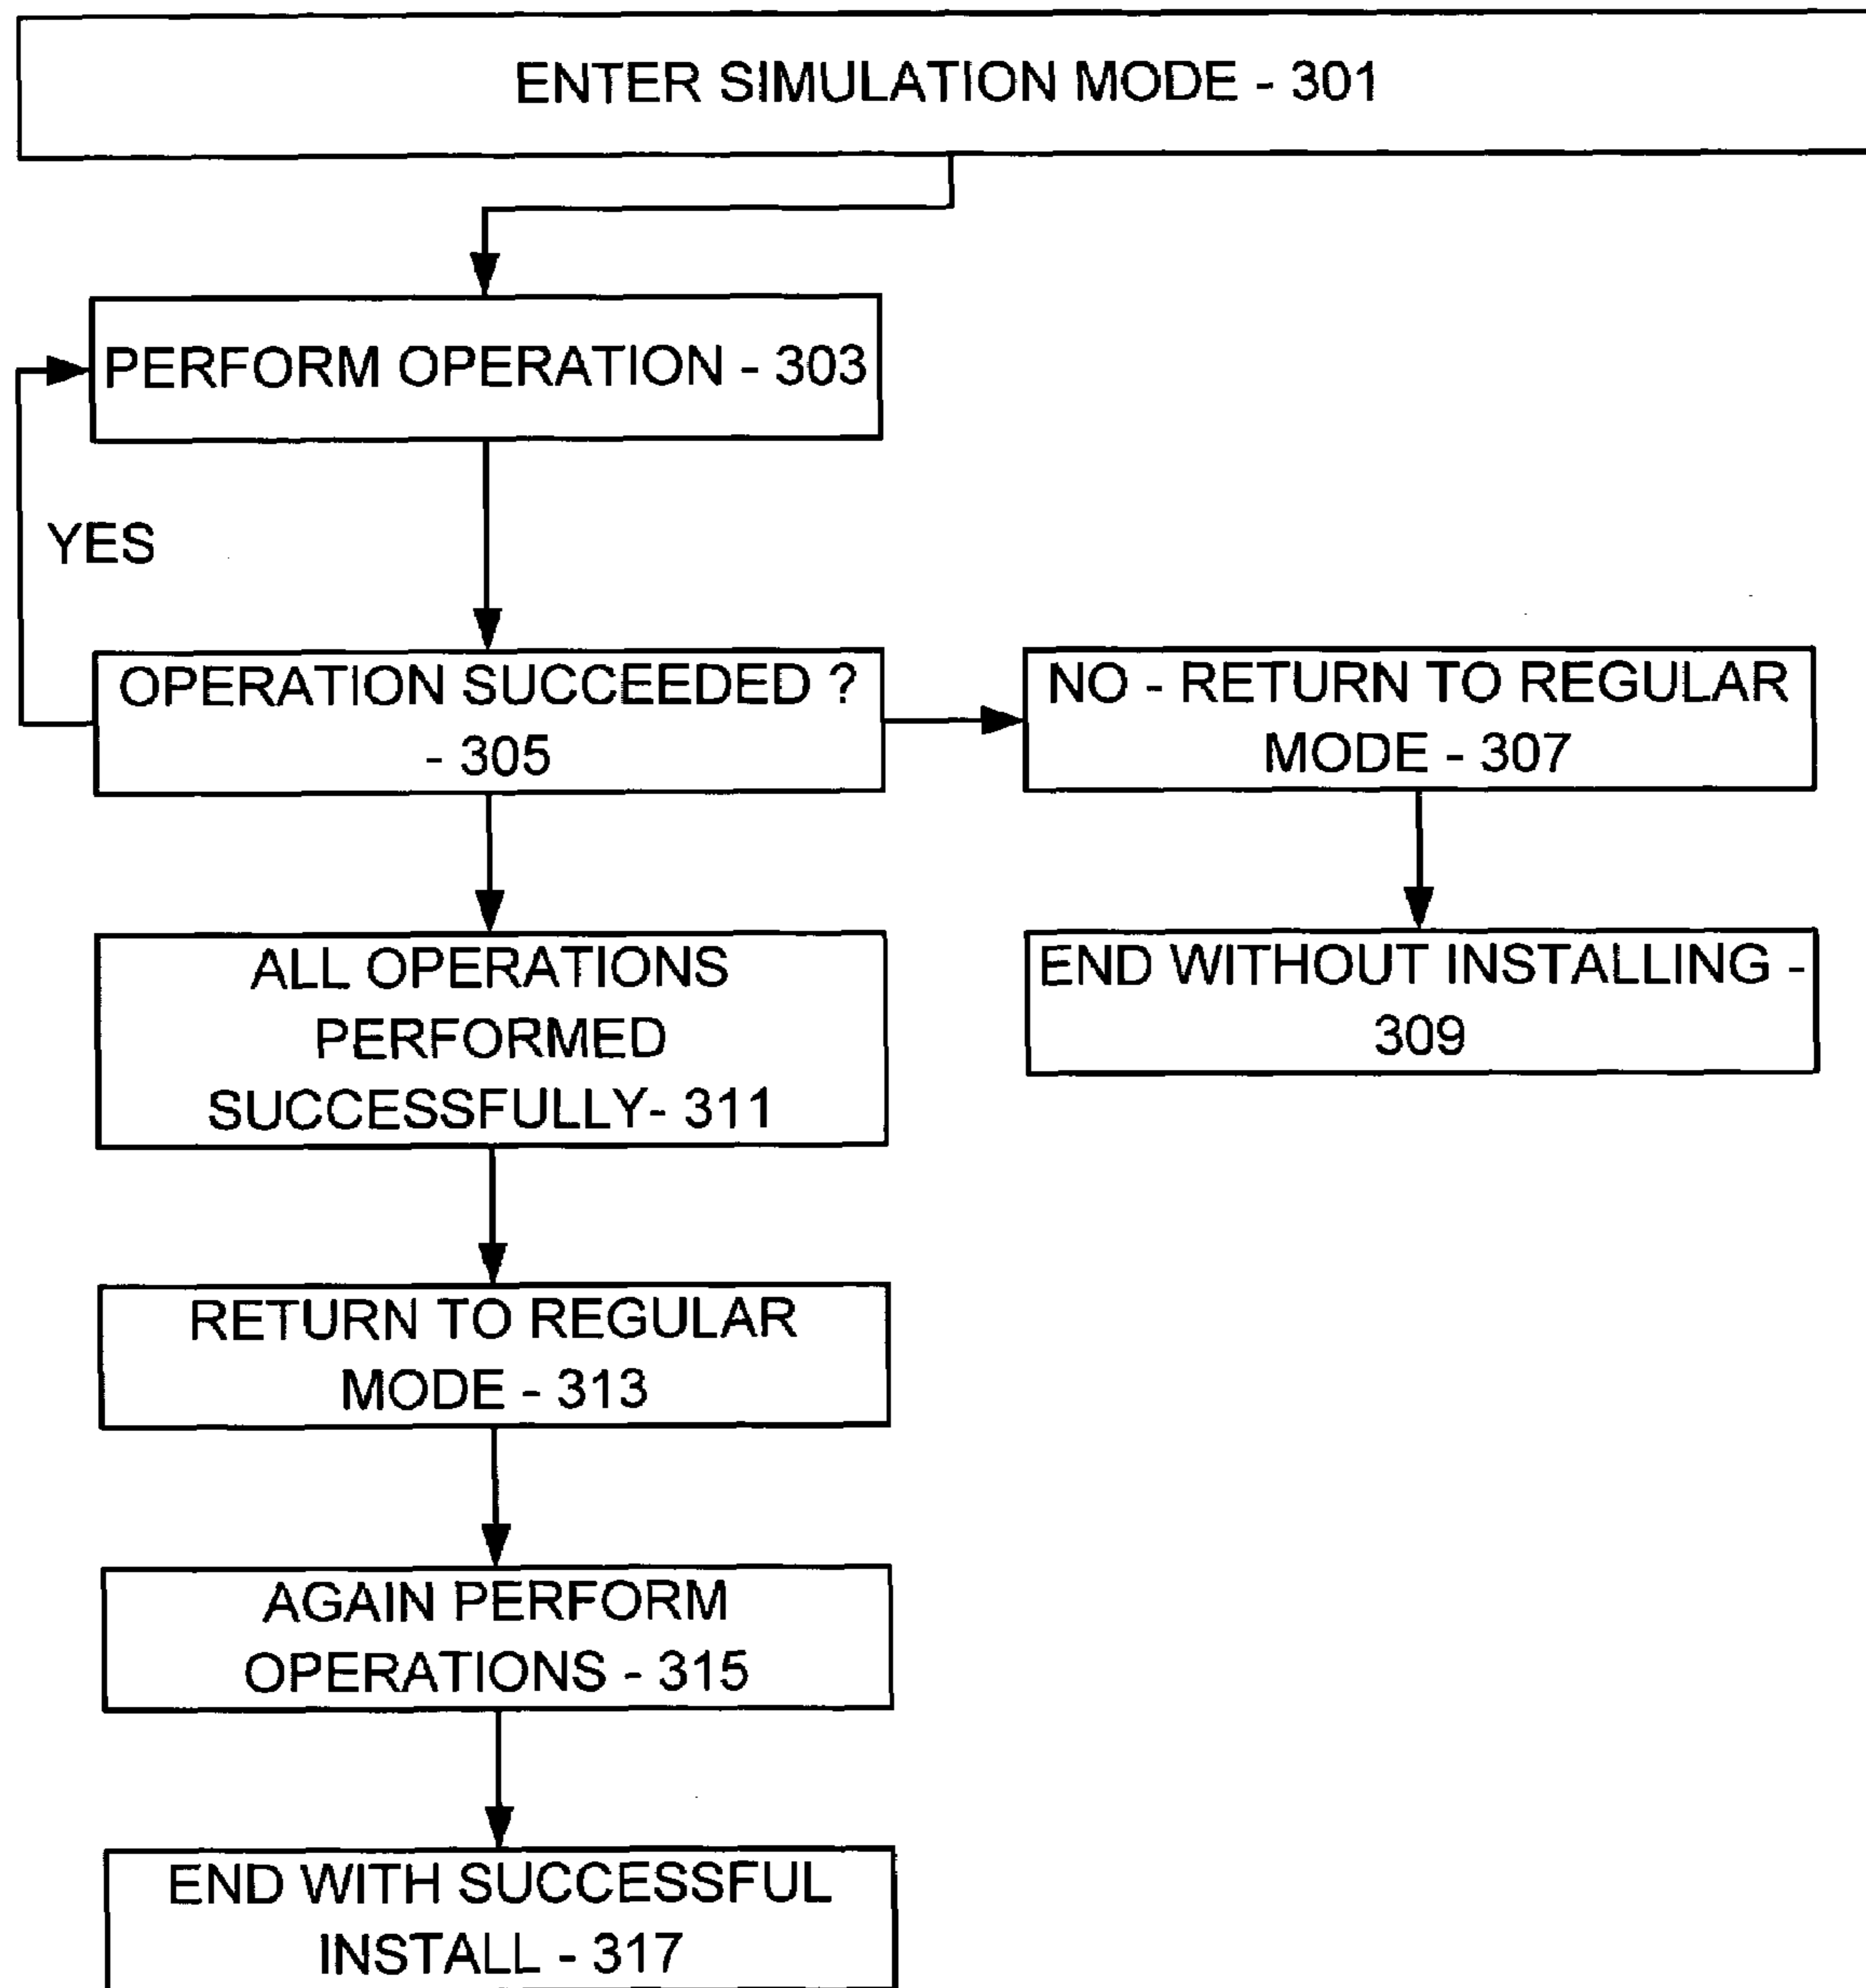 ENTER SIMULATION MODE - 301
PERFORM OPERATION - 303
YES
OPERATION SUCCEEDED ?
- 305
NO - RETURN TO REGULAR
MODE - 307
ALL OPERATIONS
PERFORMED
SUCCESSFULLY- 311
END WITHOUT INSTALLING -
309
RETURN TO REGULAR
MODE - 313
AGAIN PERFORM
OPERATIONS - 315
END WITH SUCCESSFUL
INSTALL - 317